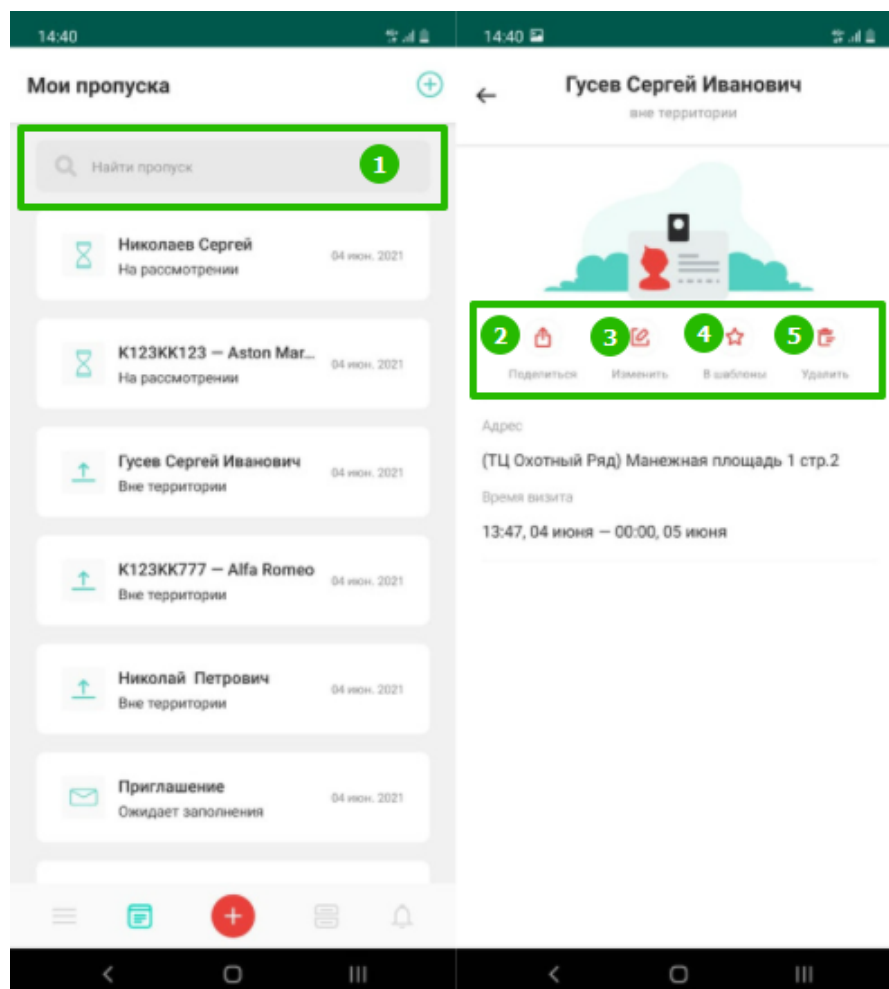 14:40
Мои пропуска
Найти пропуск
1
Николаев Сергей
На рассмотрении
04 июн. 2021
K123KK123 — Aston Mar...
На рассмотрении
04 июн. 2021
Гусев Сергей Иванович
Вне территории
04 июн. 2021
K123KK777 — Alfa Romeo
Вне территории
04 июн. 2021
Николай Петрович
Вне территории
04 июн. 2021
Приглашение
Ожидает заполнения
04 июн. 2021
14:40
Гусев Сергей Иванович
вне территории
2 3 4 5
Поделиться Изменить В шаблоны Удалить
Адрес
(ТЦ Охотный Ряд) Манежная площадь 1 стр.2
Время визита
13:47, 04 июня — 00:00, 05 июня